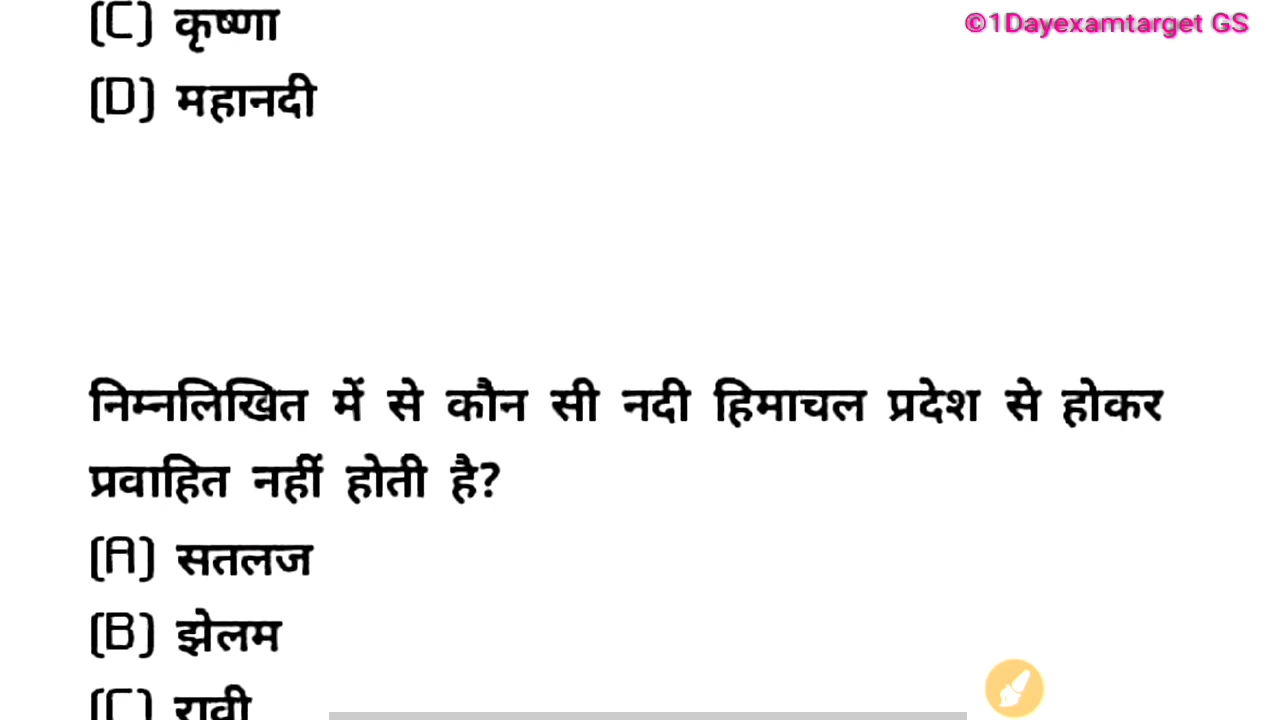 (C) कृष्णा
©1Dayexamtarget GS
(D) महानदी
निम्नलिखित में से कौन सी नदी हिमाचल प्रदेश से होकर
प्रवाहित नहीं होती है?
(A) सतलज
(B) झेलम
(C) रावी